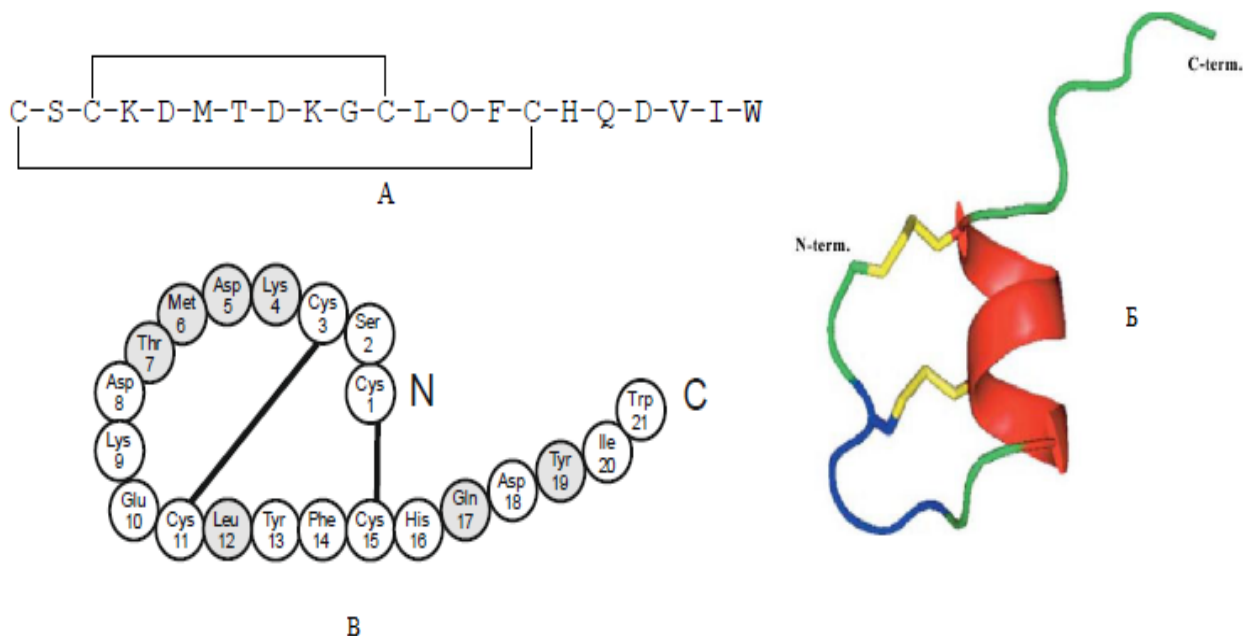 C-S-C-K-D-M-T-D-K-G-C-L-O-F-C-H-Q-D-V-I-W
А
C-term.
N-term.
Б
Cys 1
Ser 2
Cys 3
Lys 4
Asp 5
Met 6
Thr 7
Asp 8
Lys 9
Glu 10
Cys 11
Leu 12
Tyr 13
Phe 14
Cys 15
His 16
Gln 17
Asp 18
Tyr 19
Ile 20
Trp 21
N
C
В